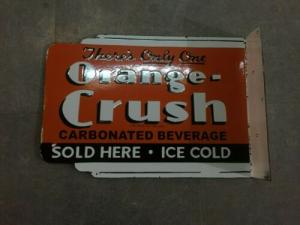 There's Only One
Orange-
Crush
CARBONATED BEVERAGE
SOLD HERE · ICE COLD